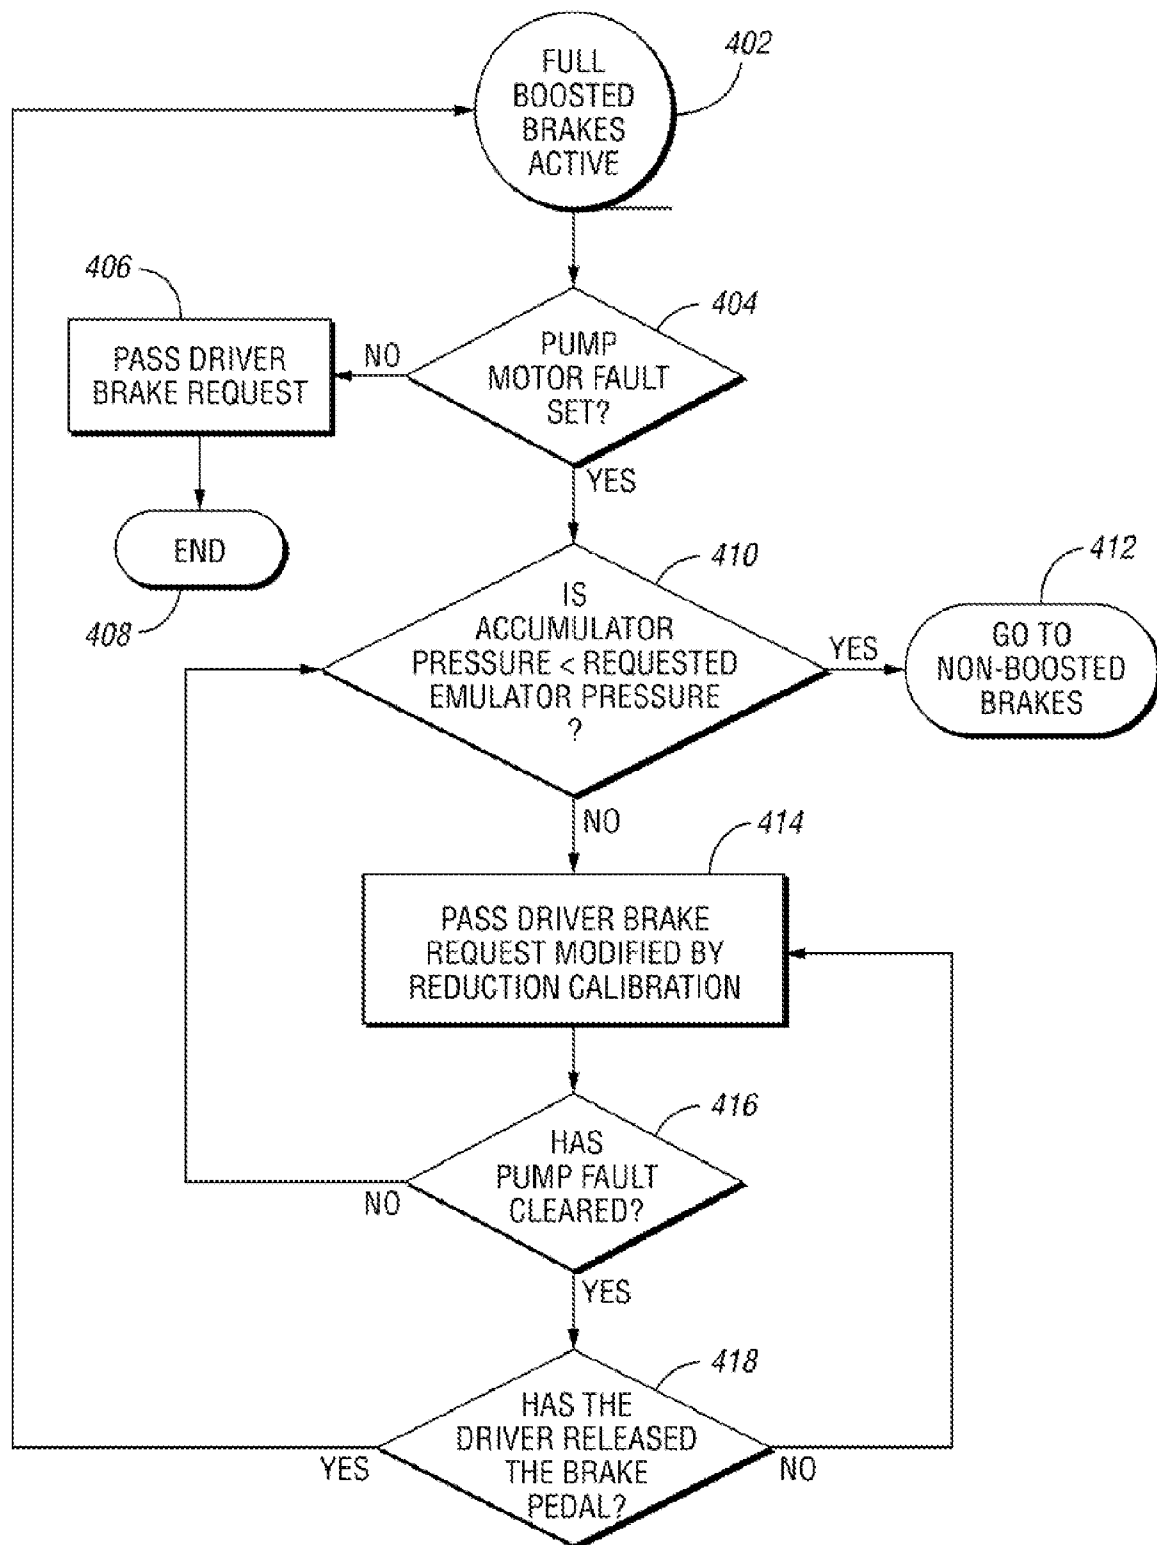 402
FULL
BOOSTED
BRAKES
ACTIVE
406
404
PASS DRIVER
BRAKE REQUEST
NO
PUMP
MOTOR FAULT
SET?
YES
END
408
410
412
IS
ACCUMULATOR
PRESSURE < REQUESTED
EMULATOR PRESSURE
?
YES
GO TO
NON-BOOSTED
BRAKES
NO
414
PASS DRIVER BRAKE
REQUEST MODIFIED BY
REDUCTION CALIBRATION
416
HAS
PUMP FAULT
CLEARED?
NO
YES
418
HAS THE
DRIVER RELEASED
THE BRAKE
PEDAL?
YES
NO